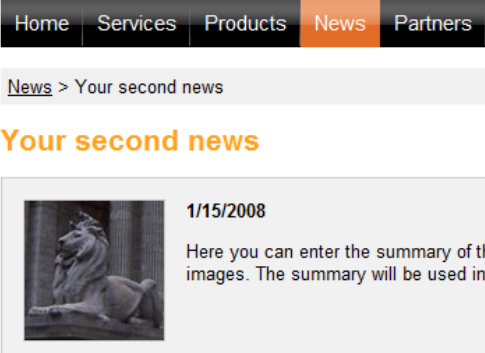 Home Services Products News Partners
News > Your second news
Your second news
1/15/2008
Here you can enter the summary of
images. The summary will be used in